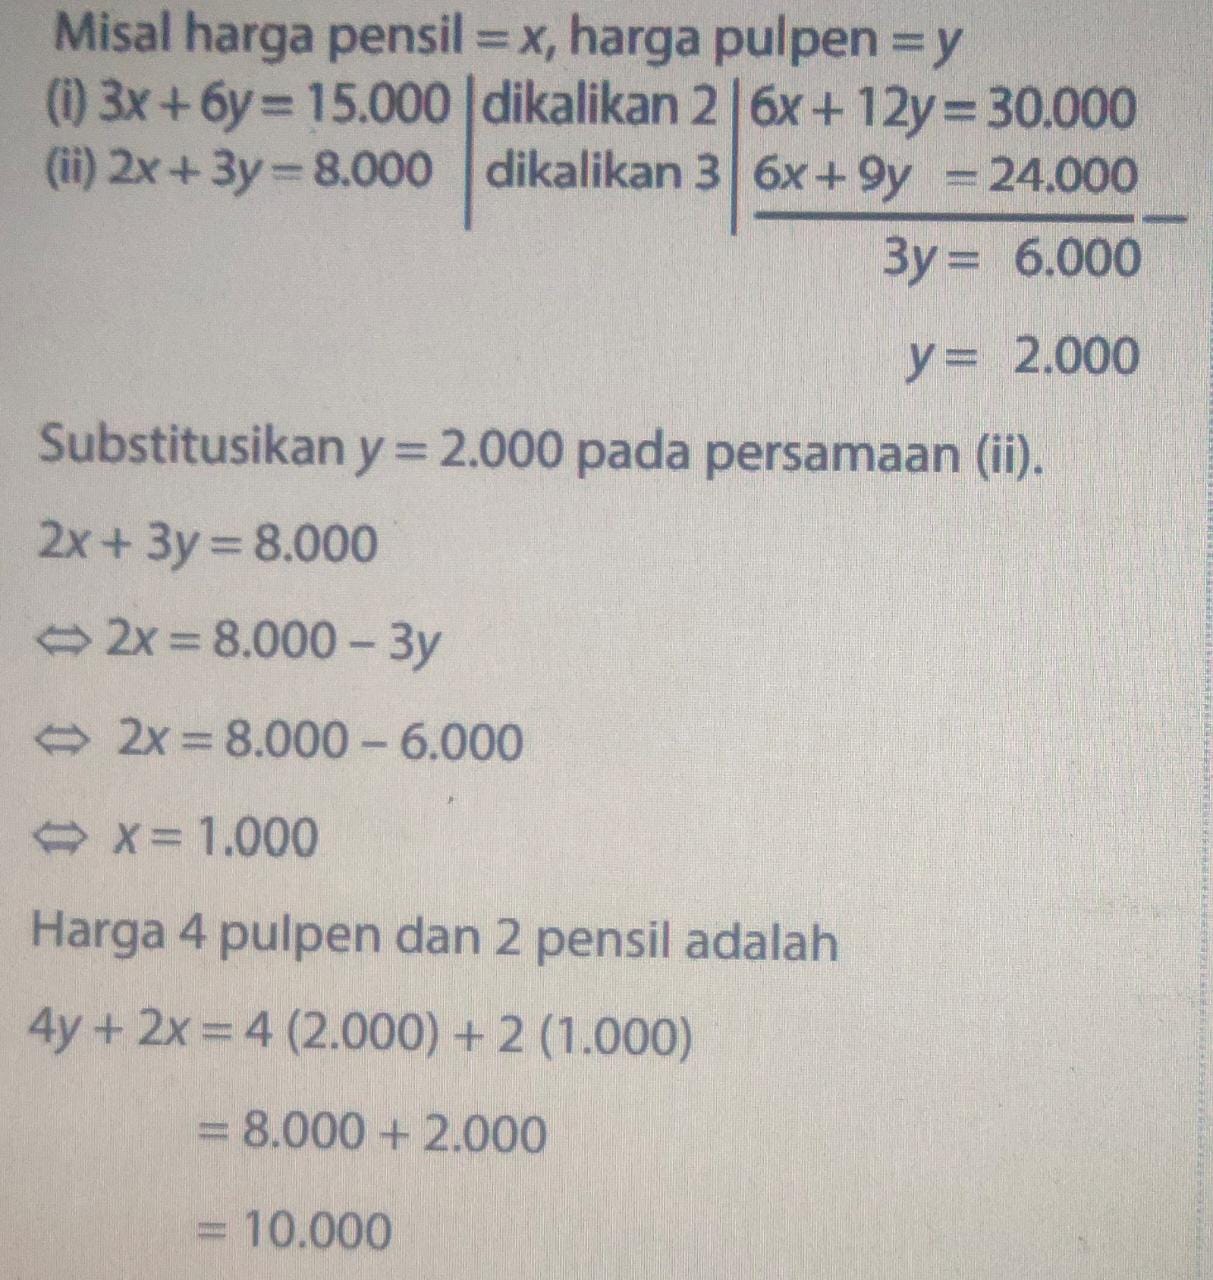 Misal harga pensil = x, harga pulpen = y
(i) 3x + 6y = 15.000 | dikalikan 2 | 6x + 12y = 30.000
(ii) 2x + 3y = 8.000 | dikalikan 3 | 6x + 9y = 24.000 –
3y = 6.000
y = 2.000
Substitusikan y = 2.000 pada persamaan (ii).
2x + 3y = 8.000
⇔ 2x = 8.000 – 3y
⇔ 2x = 8.000 – 6.000
⇔ x = 1.000
Harga 4 pulpen dan 2 pensil adalah
4y + 2x = 4 (2.000) + 2 (1.000)
= 8.000 + 2.000
= 10.000